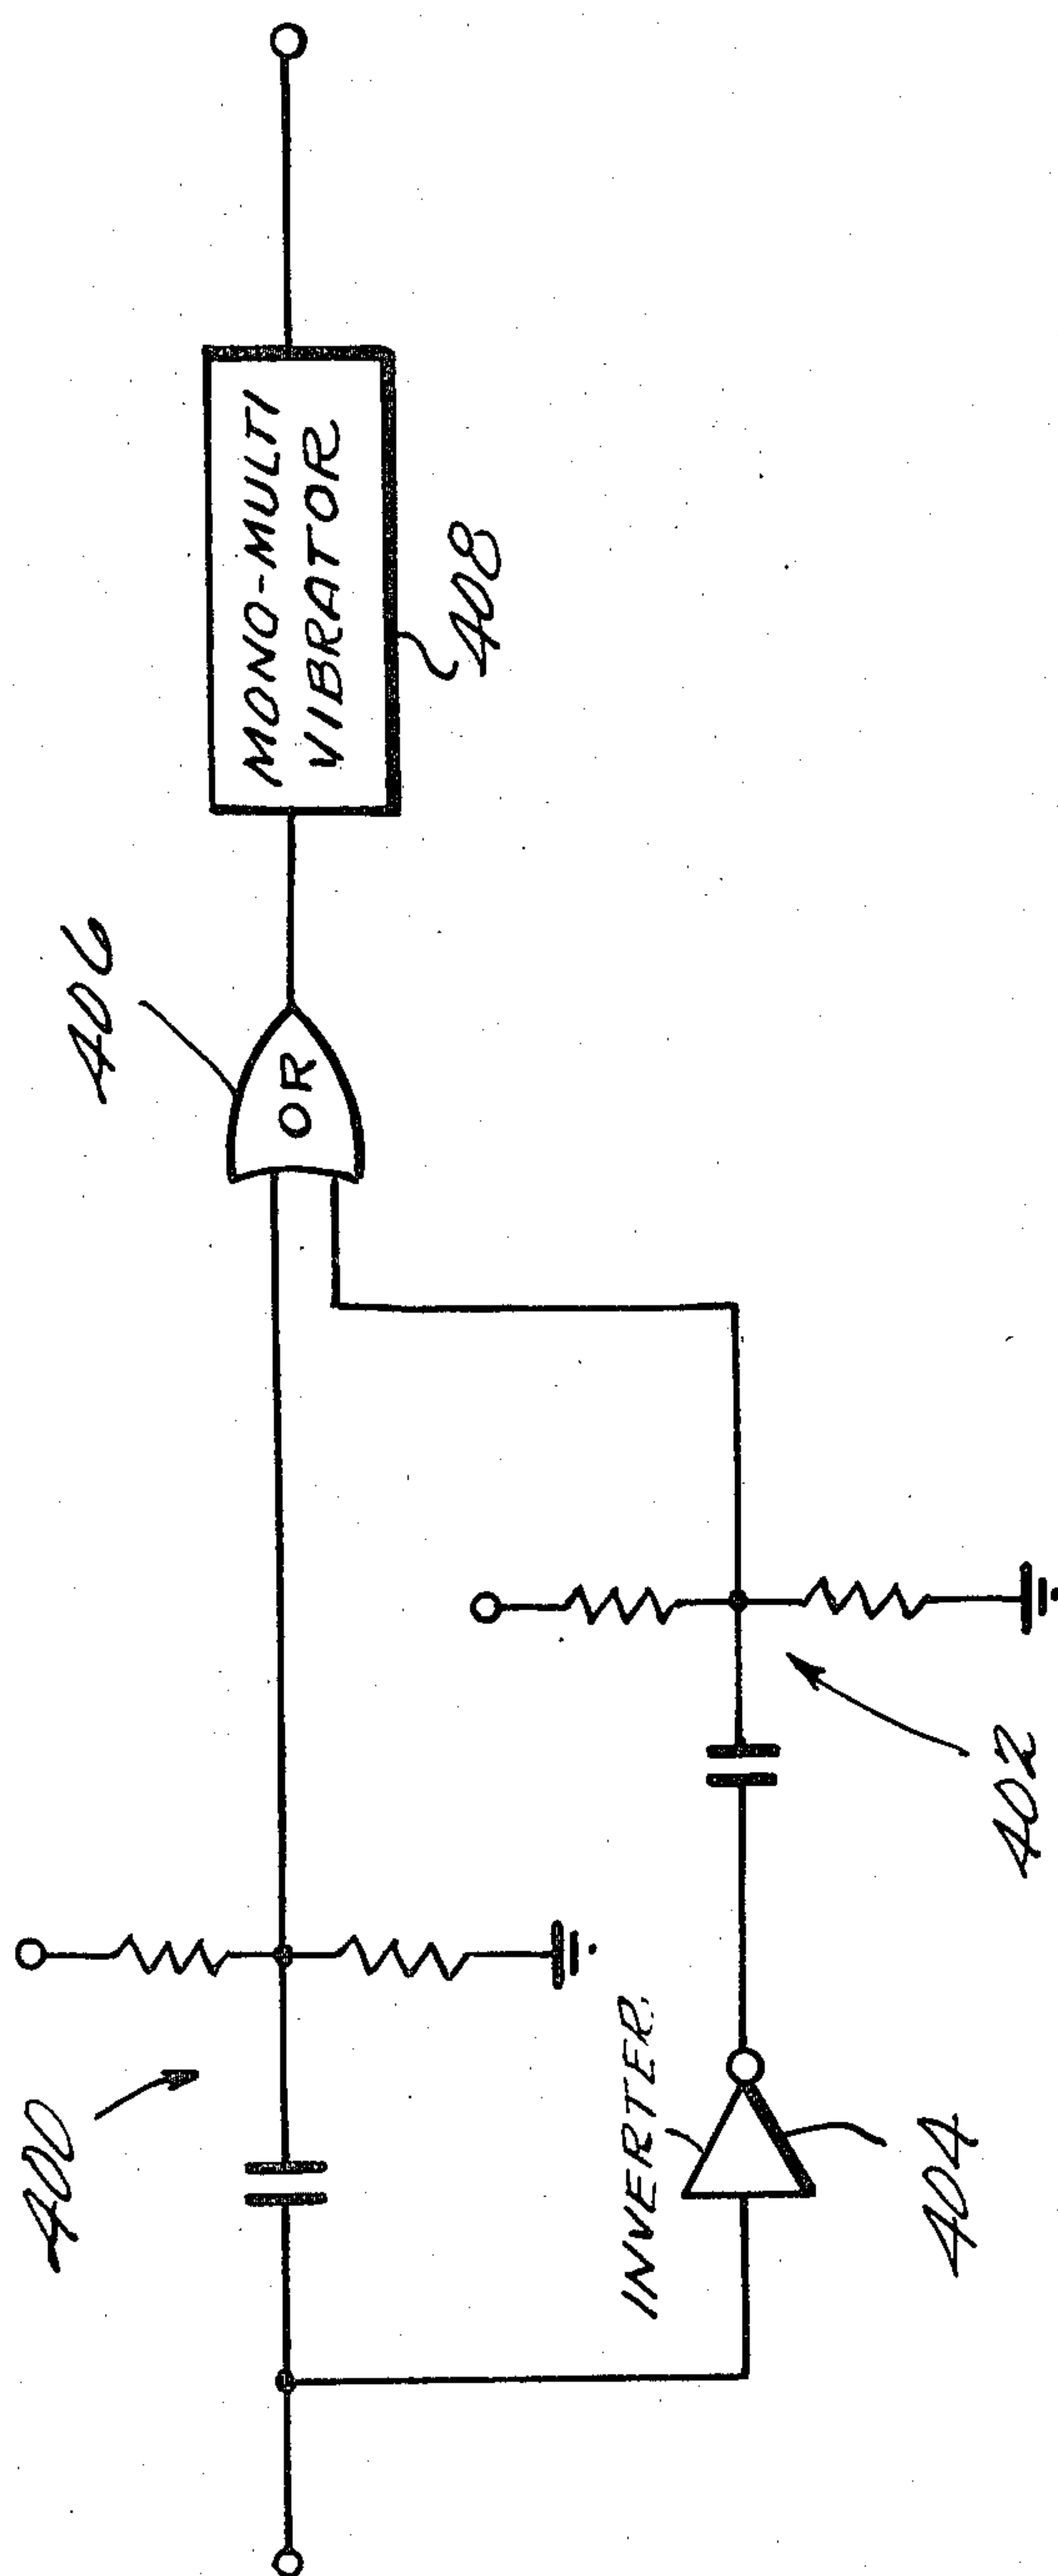 400
INVERTER.
404
402
406
OR
MONO-MULTI
VIBRATOR
408